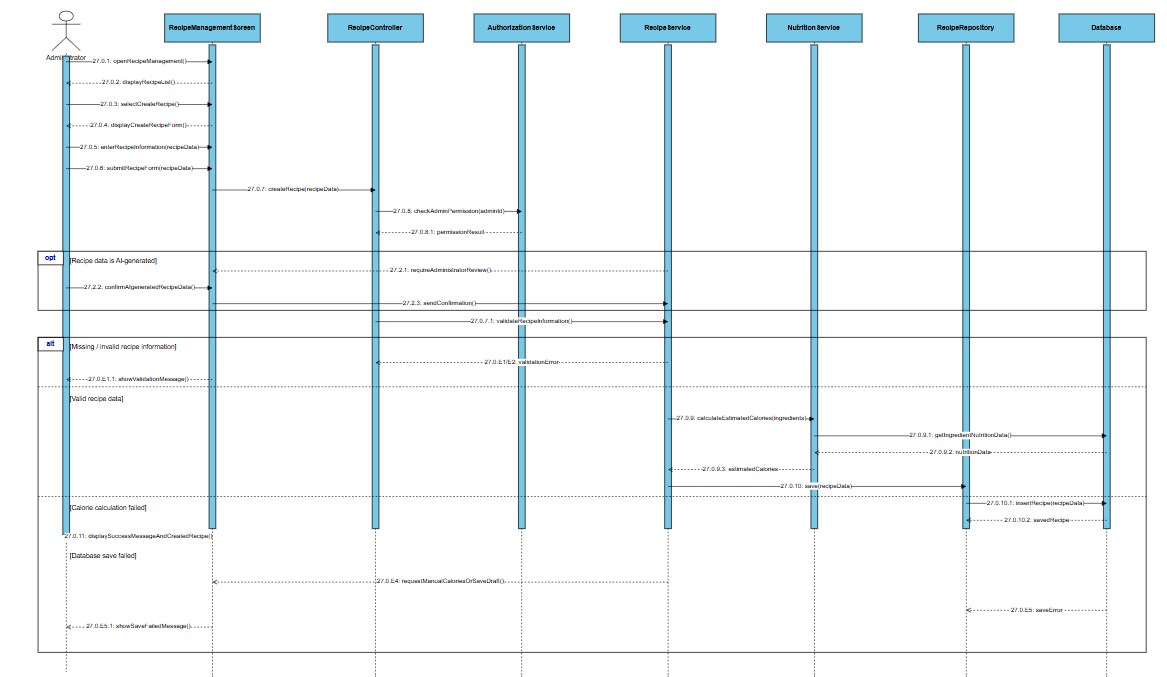 RecipeManagementScreen
RecipeController
AuthorizationService
RecipeService
NutritionService
RecipeRepository
Database
Administrator
27.0.1: openRecipeManagement()
27.0.2: displayRecipeList()
27.0.3: selectCreateRecipe()
27.0.4: displayCreateRecipeForm()
27.0.5: enterRecipeInformation(recipeData)
27.0.6: submitRecipeForm(recipeData)
27.0.7: createRecipe(recipeData)
27.0.8: checkAdminPermission(adminId)
27.0.8.1: permissionResult
opt
[Recipe data is AI-generated]
27.2.1: requireAdministratorReview()
27.2.2: confirmAIgeneratedRecipeData()
27.2.3: sendConfirmation()
27.0.7.1: validateRecipeInformation()
alt
[Missing / invalid recipe information]
27.0.E1/E2: validationError
27.0.E1.1: showValidationMessage()
[Valid recipe data]
27.0.9: calculateEstimatedCalories(ingredients)
27.0.9.1: getIngredientNutritionData()
27.0.9.2: nutritionData
27.0.9.3: estimatedCalories
27.0.10: save(recipeData)
27.0.10.1: insertRecipe(recipeData)
[Calorie calculation failed]
27.0.10.2: savedRecipe
27.0.11: displaySuccessMessageAndCreatedRecipe()
[Database save failed]
27.0.E4: requestManualCaloriesOrSaveDraft()
27.0.E5: saveError
27.0.E5.1: showSaveFailedMessage()